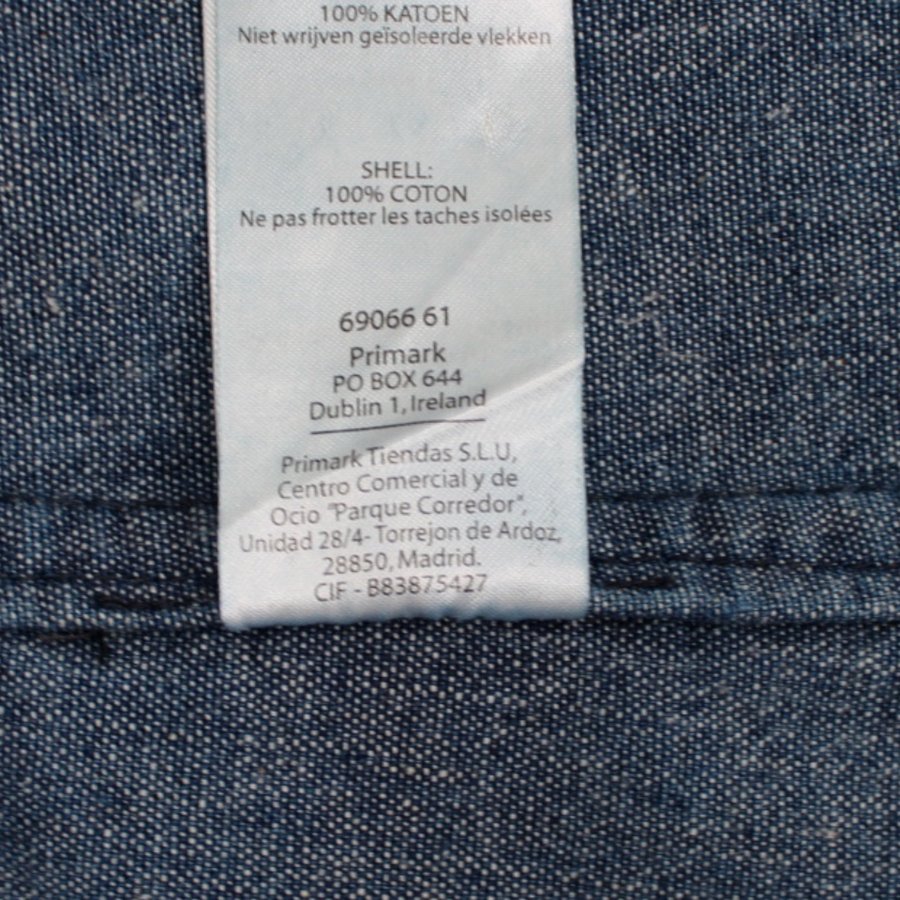 100% KATOEN
Niet wrijven geïsoleerde vlekken
SHELL:
100% COTON
Ne pas frotter les taches isolées
69066 61
Primark
PO BOX 644
Dublin 1, Ireland
Primark Tiendas S.L.U,
Centro Comercial y de
Ocio "Parque Corredor",
Unidad 28/4- Torrejon de Ardoz,
28850, Madrid.
CIF - B83875427